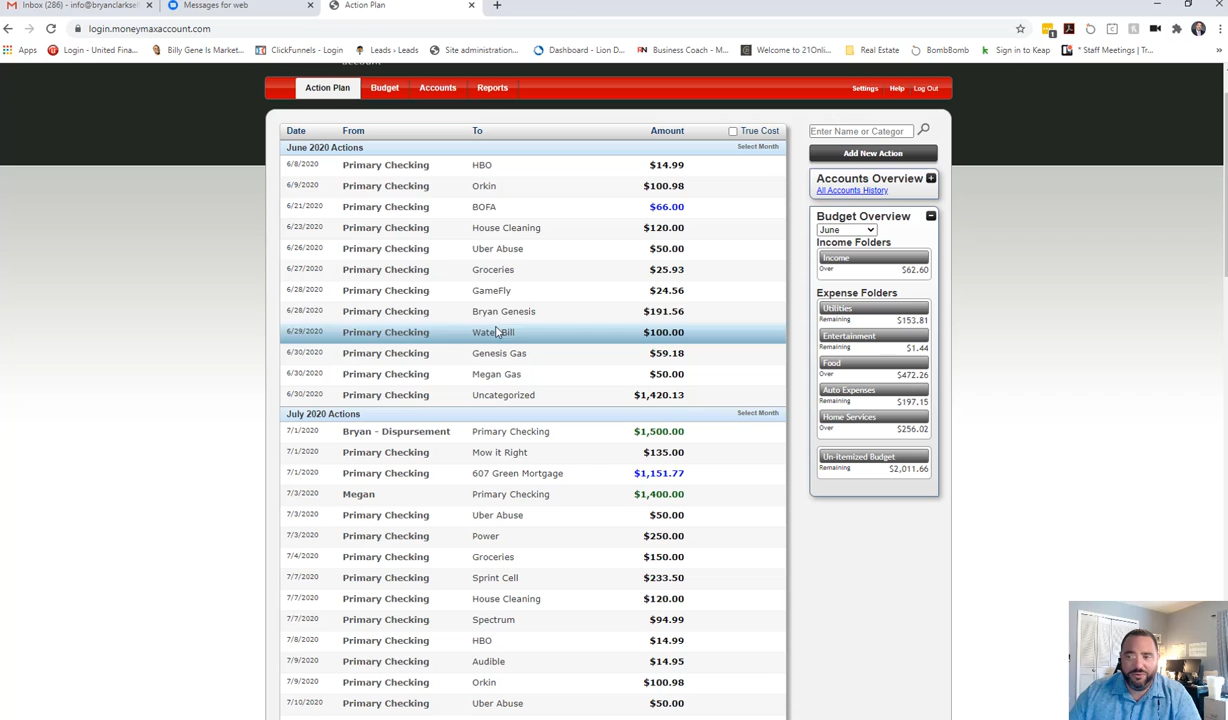 Inbox (286) - info@bryanclarksel
Messages for web
Action Plan
login.moneymaxaccount.com
Apps
Login - United Finan...
Billy Gene Is Market...
ClickFunnels - Login
Leads ‹ Leads
Site administration...
Dashboard - Lion D...
Business Coach - M...
Welcome to 21Onli...
Real Estate
BombBomb
Sign in to Keap
* Staff Meetings | Tr...
account
Action Plan
Budget
Accounts
Reports
Settings
Help
Log Out
Date From To Amount True Cost
June 2020 Actions Select Month
6/8/2020 Primary Checking HBO $14.99
6/9/2020 Primary Checking Orkin $100.98
6/21/2020 Primary Checking BOFA $66.00
6/23/2020 Primary Checking House Cleaning $120.00
6/26/2020 Primary Checking Uber Abuse $50.00
6/27/2020 Primary Checking Groceries $25.93
6/28/2020 Primary Checking GameFly $24.56
6/28/2020 Primary Checking Bryan Genesis $191.56
6/29/2020 Primary Checking Water Bill $100.00
6/30/2020 Primary Checking Genesis Gas $59.18
6/30/2020 Primary Checking Megan Gas $50.00
6/30/2020 Primary Checking Uncategorized $1,420.13
July 2020 Actions Select Month
7/1/2020 Bryan - Dispursement Primary Checking $1,500.00
7/1/2020 Primary Checking Mow it Right $135.00
7/1/2020 Primary Checking 607 Green Mortgage $1,151.77
7/3/2020 Megan Primary Checking $1,400.00
7/3/2020 Primary Checking Uber Abuse $50.00
7/3/2020 Primary Checking Power $250.00
7/4/2020 Primary Checking Groceries $150.00
7/7/2020 Primary Checking Sprint Cell $233.50
7/7/2020 Primary Checking House Cleaning $120.00
7/7/2020 Primary Checking Spectrum $94.99
7/8/2020 Primary Checking HBO $14.99
7/9/2020 Primary Checking Audible $14.95
7/9/2020 Primary Checking Orkin $100.98
7/10/2020 Primary Checking Uber Abuse $50.00
Enter Name or Categor
Add New Action
Accounts Overview
All Accounts History
Budget Overview
June
Income Folders
Income
Over $62.60
Expense Folders
Utilities
Remaining $153.81
Entertainment
Remaining $1.44
Food
Over $472.26
Auto Expenses
Remaining $197.15
Home Services
Over $256.02
Un-itemized Budget
Remaining $2,011.66